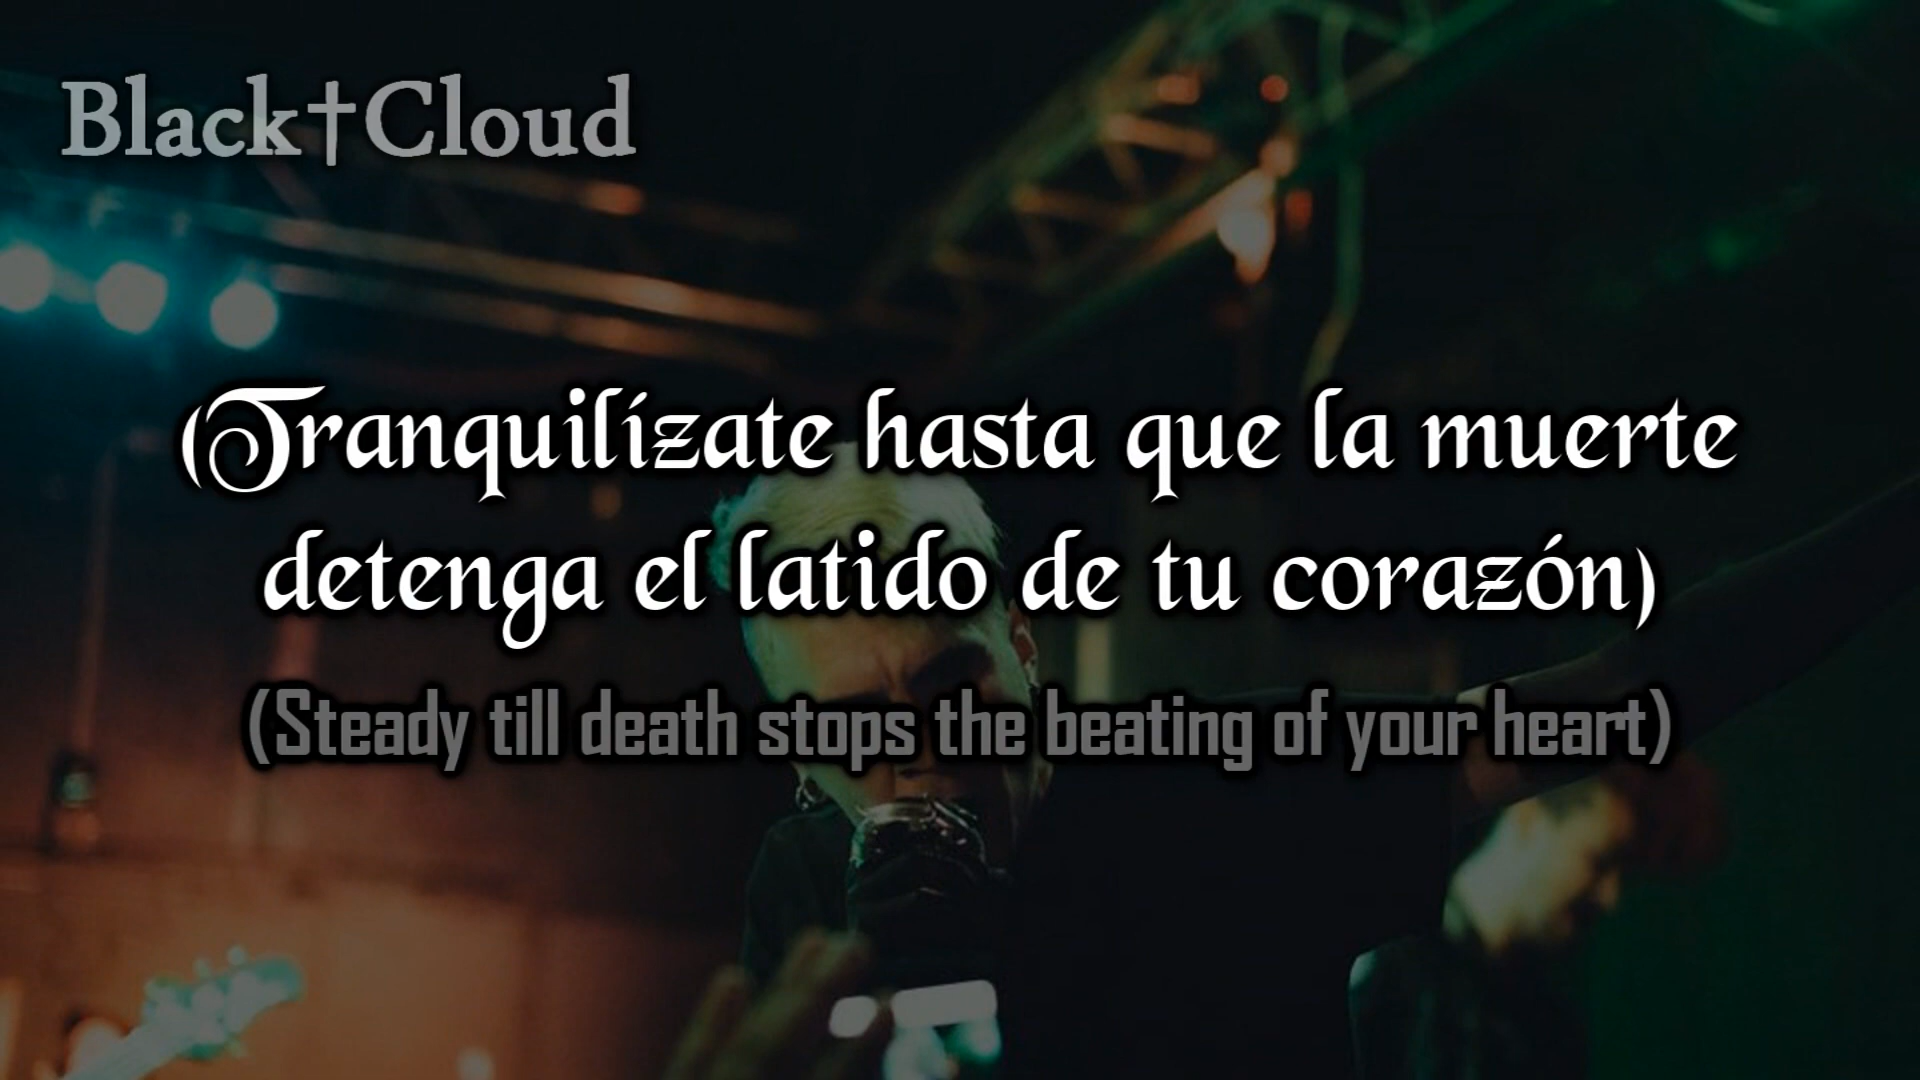 Black†Cloud
(Tranquilízate hasta que la muerte
detenga el latido de tu corazón)
(Steady till death stops the beating of your heart)